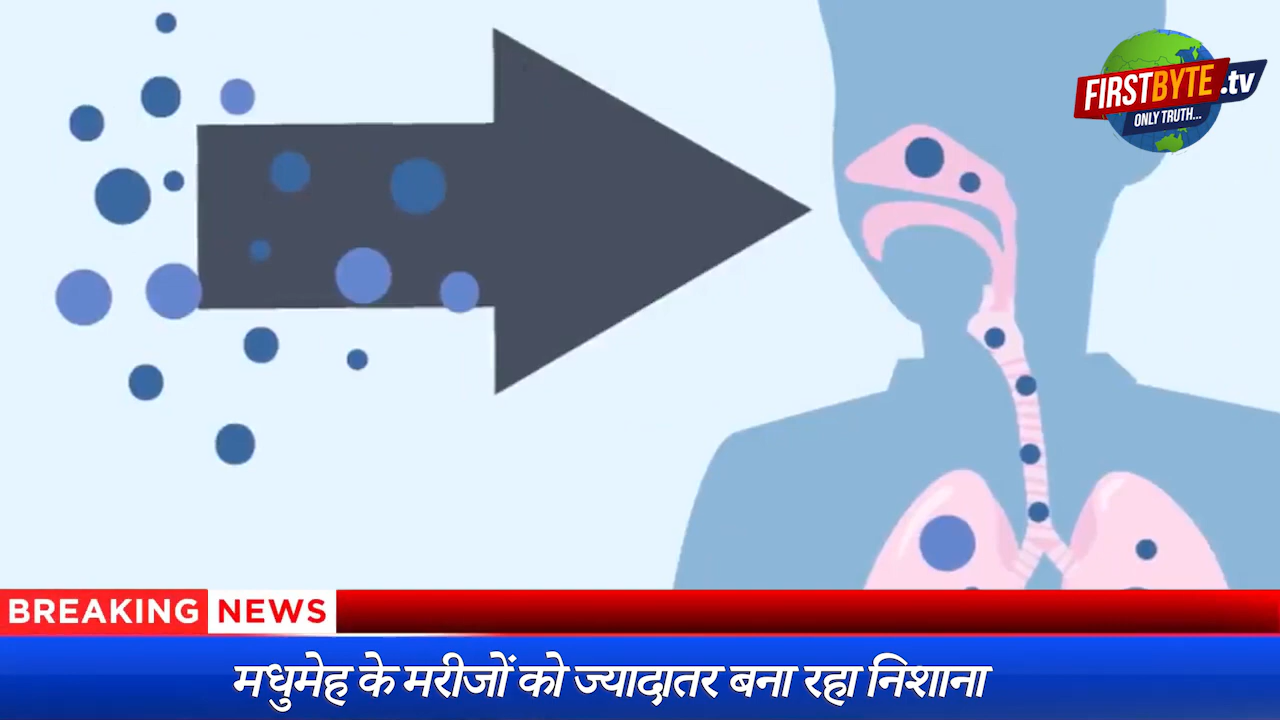 FIRSTBYTE.tv
ONLY TRUTH...
BREAKING NEWS
मधुमेह के मरीजों को ज्यादातर बना रहा निशाना